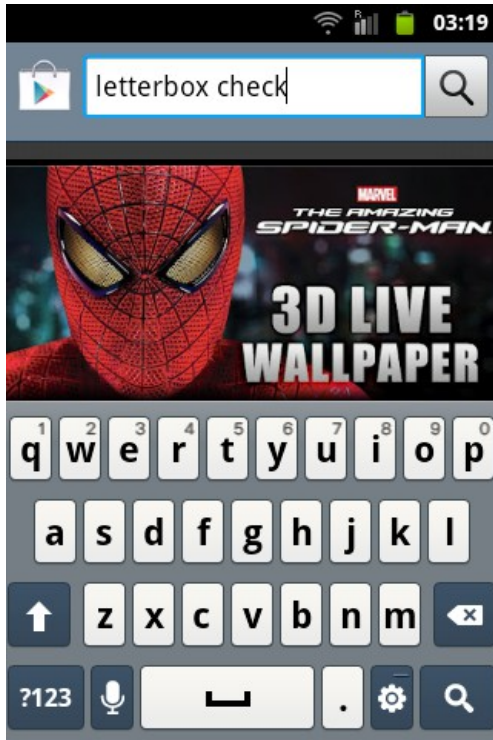 R
03:19
letterbox check
MARVEL
THE AMAZING
SPIDER-MAN
3D LIVE
WALLPAPER
1 2 3 4 5 6 7 8 9 0
q w e r t y u i o p
a s d f g h j k l
z x c v b n m
?123 .